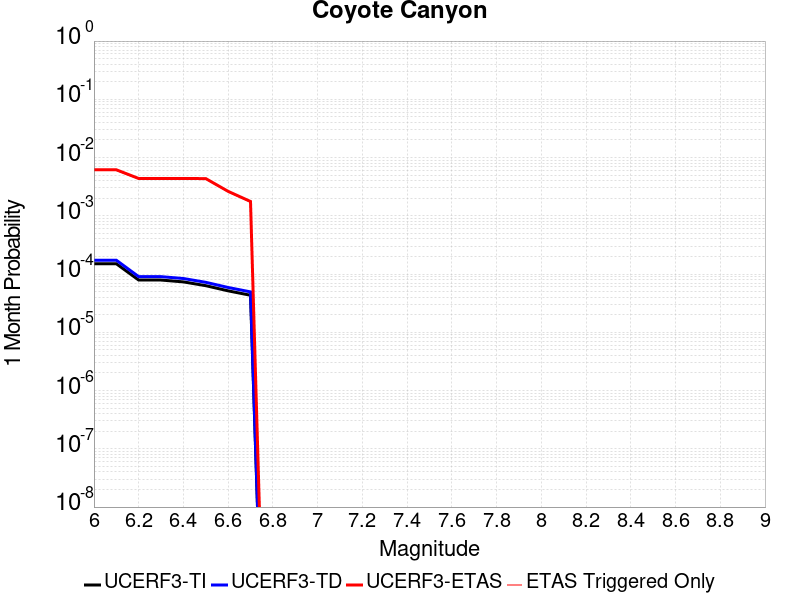 Coyote Canyon
1 Month Probability
10^0
10^-1
10^-2
10^-3
10^-4
10^-5
10^-6
10^-7
10^-8
6 6.2 6.4 6.6 6.8 7 7.2 7.4 7.6 7.8 8 8.2 8.4 8.6 8.8 9
Magnitude
UCERF3-TI UCERF3-TD UCERF3-ETAS ETAS Triggered Only